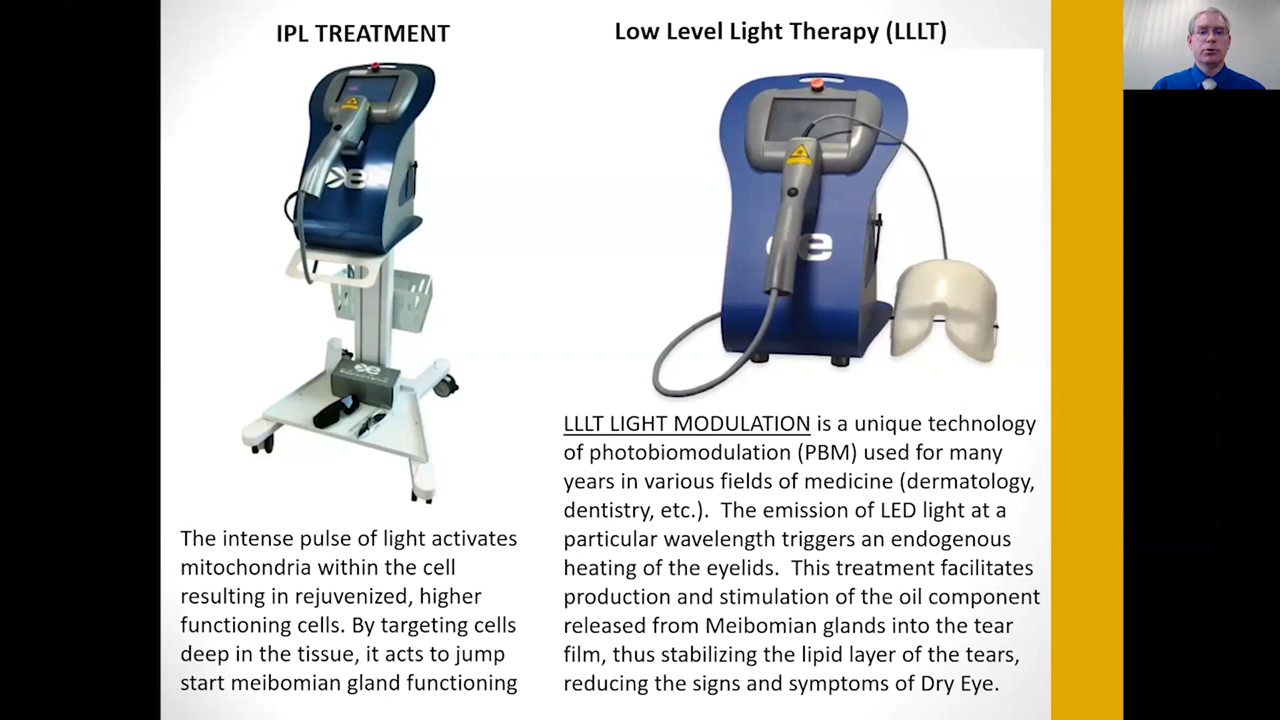 IPL TREATMENT
The intense pulse of light activates
mitochondria within the cell
resulting in rejuvenized, higher
functioning cells. By targeting cells
deep in the tissue, it acts to jump
start meibomian gland functioning
Low Level Light Therapy (LLLT)
LLLT LIGHT MODULATION is a unique technology
of photobiomodulation (PBM) used for many
years in various fields of medicine (dermatology,
dentistry, etc.). The emission of LED light at a
particular wavelength triggers an endogenous
heating of the eyelids. This treatment facilitates
production and stimulation of the oil component
released from Meibomian glands into the tear
film, thus stabilizing the lipid layer of the tears,
reducing the signs and symptoms of Dry Eye.